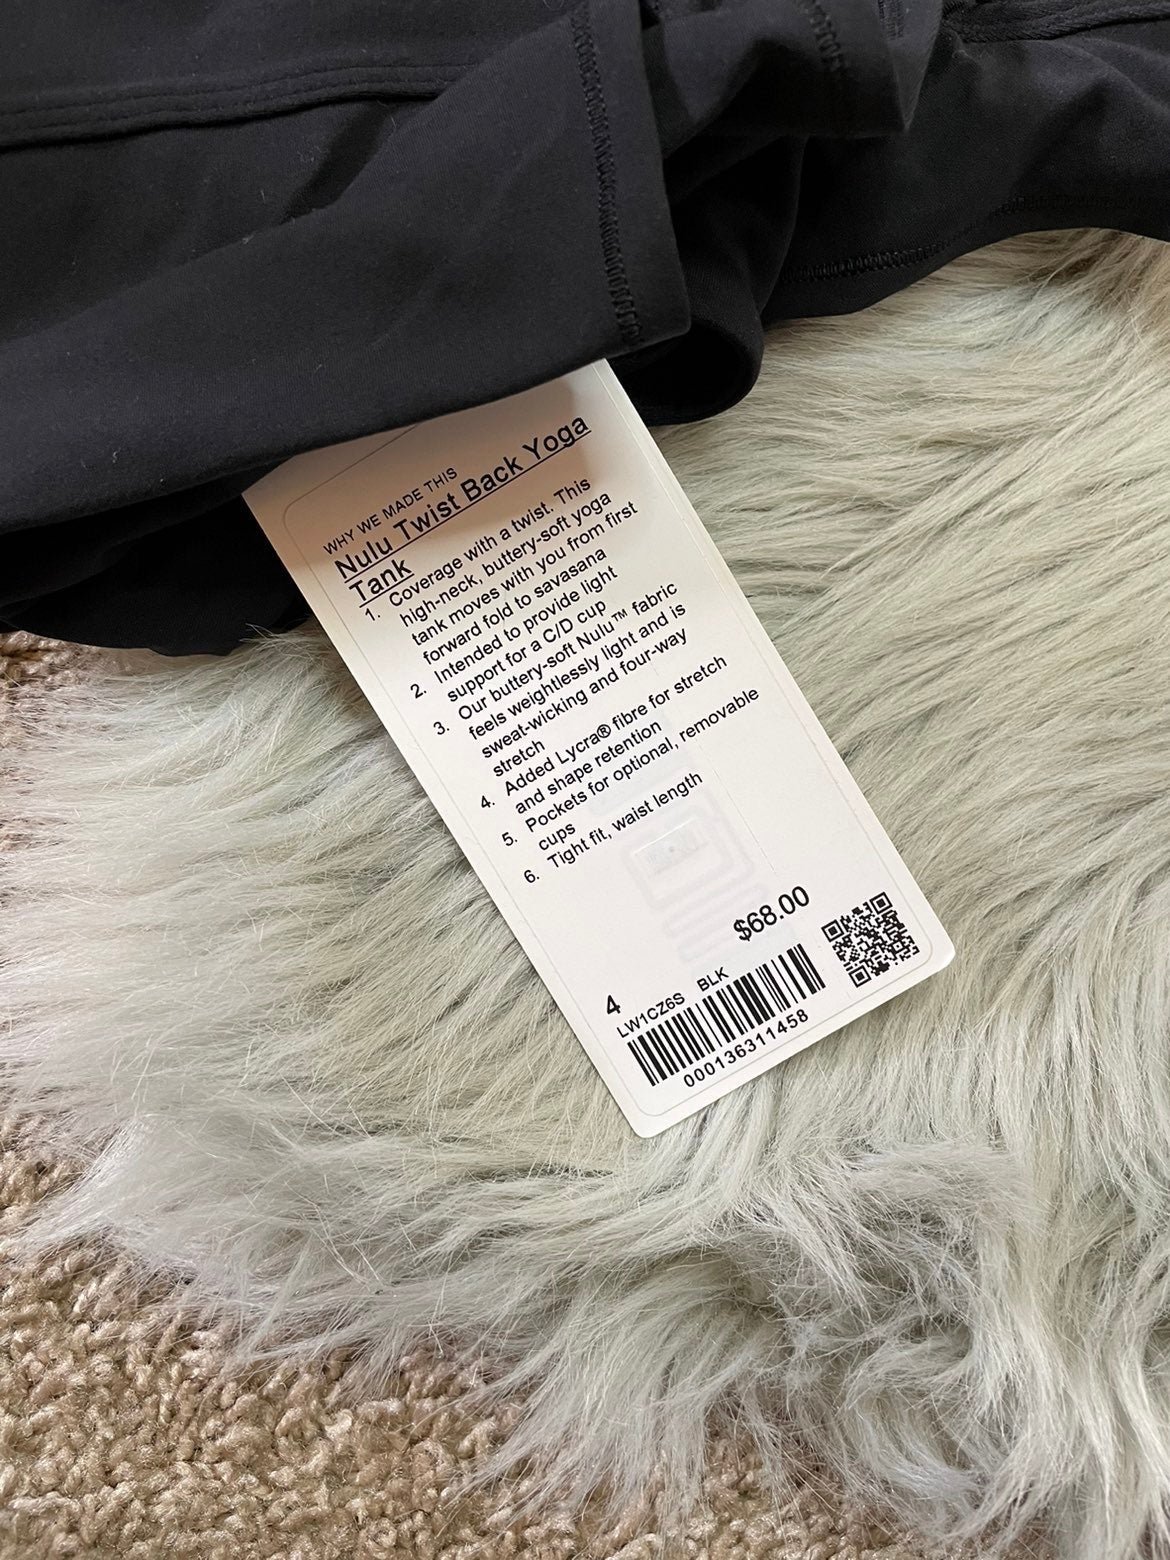 WHY WE MADE THIS
Nulu Twist Back Yoga
Tank
1. Coverage with a twist. This
high-neck, buttery-soft yoga
tank moves with you from first
forward fold to savasana
2. Intended to provide light
support for a C/D cup
3. Our buttery-soft Nulu™ fabric
feels weightlessly light and is
sweat-wicking and four-way
stretch
4. Added Lycra® fibre for stretch
and shape retention
5. Pockets for optional, removable
cups
6. Tight fit, waist length
$68.00
4
LW1CZ6S BLK
000136311458